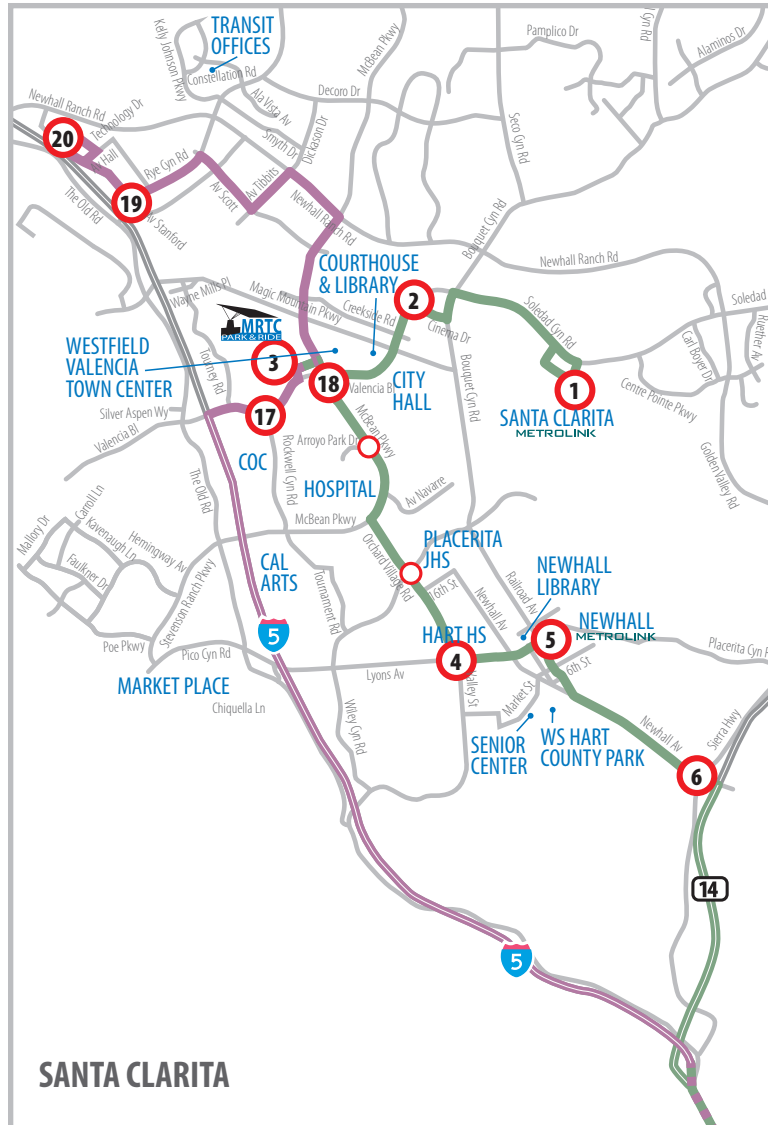 TRANSIT
OFFICES
Kelly Johnson Pkwy
Constellation Rd
McBean Pkwy
Pamplico Dr
Alaminos Dr
Newhall Ranch Rd
Technology Dr
Decoro Dr
Ala Vista Av
Smyth Dr
Dickason Dr
Seco Cyn Rd
20
Rye Cyn Rd
Av Tibbits
Av Scott
19
The Old Rd
Av Stanford
Newhall Ranch Rd
Bouquet Cyn Rd
Newhall Ranch Rd
COURTHOUSE
& LIBRARY
Wayne Mills Pl
Magic Mountain Pkwy
Creekside Rd
2
Cinema Dr
Soledad Cyn Rd
Soledad
Ruether Av
MRTC
PARK & RIDE
3
WESTFIELD
VALENCIA
TOWN CENTER
Tourney Rd
18
Valencia Bl
CITY
HALL
Bouquet Cyn Rd
Carl Boyer Dr
1
Centre Pointe Pkwy
SANTA CLARITA
METROLINK
Silver Aspen Wy
Valencia Bl
17
COC
McBean Pkwy
Arroyo Park Dr
Rockwell Cyn Rd
Golden Valley Rd
HOSPITAL
Av Navarre
The Old Rd
McBean Pkwy
Carroll Ln
Mallory Dr
Kavenaugh Ln
Hemingway Av
Faulkner Dr
Stevenson Ranch Pkwy
Poe Pkwy
CAL
ARTS
Tournament Rd
Orchard Village Rd
PLACERITA
JHS
16th St
Newhall Av
Railroad Av
NEWHALL
LIBRARY
NEWHALL
METROLINK
5
5
HART HS
4
6th St
Placerita Cyn
Pico Cyn Rd
Lyons Av
MARKET PLACE
Chiquella Ln
Wiley Cyn Rd
Valley St
Market St
SENIOR
CENTER
WS HART
COUNTY PARK
Newhall Av
Sierra Hwy
6
14
5
SANTA CLARITA